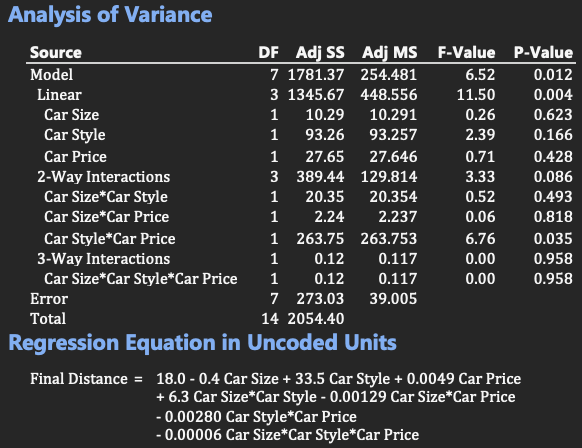 Analysis of Variance
Source DF Adj SS Adj MS F-Value P-Value
Model 7 1781.37 254.481 6.52 0.012
Linear 3 1345.67 448.556 11.50 0.004
Car Size 1 10.29 10.291 0.26 0.623
Car Style 1 93.26 93.257 2.39 0.166
Car Price 1 27.65 27.646 0.71 0.428
2-Way Interactions 3 389.44 129.814 3.33 0.086
Car Size*Car Style 1 20.35 20.354 0.52 0.493
Car Size*Car Price 1 2.24 2.237 0.06 0.818
Car Style*Car Price 1 263.75 263.753 6.76 0.035
3-Way Interactions 1 0.12 0.117 0.00 0.958
Car Size*Car Style*Car Price 1 0.12 0.117 0.00 0.958
Error 7 273.03 39.005
Total 14 2054.40
Regression Equation in Uncoded Units
Final Distance = 18.0 - 0.4 Car Size + 33.5 Car Style + 0.0049 Car Price
+ 6.3 Car Size*Car Style - 0.00129 Car Size*Car Price
- 0.00280 Car Style*Car Price
- 0.00006 Car Size*Car Style*Car Price